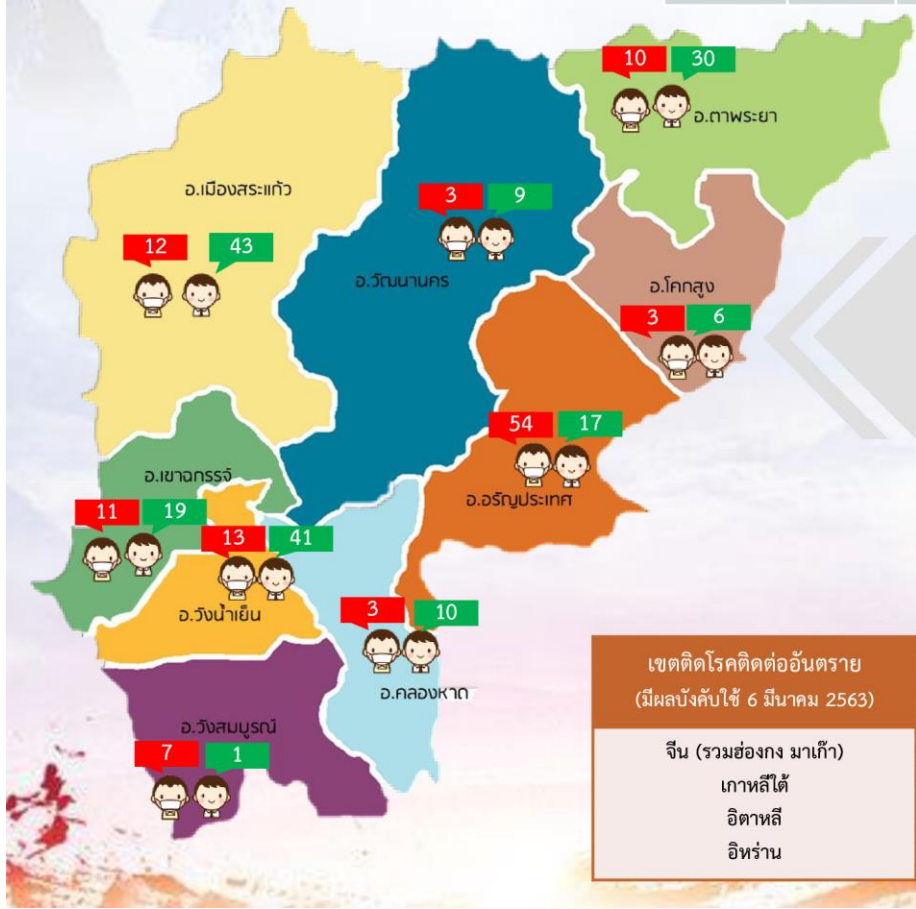 10 30
อ.ตาพระยา
อ.เมืองสระแก้ว
3 9
12 43
อ.วัฒนานคร
อ.โคกสูง
3 6
54 17
อ.เขาฉกรรจ์
อ.อรัญประเทศ
11 19
13 41
อ.วังน้ำเย็น
3 10
อ.คลองหาด
อ.วังสมบูรณ์
7 1
เขตติดโรคติดต่ออันตราย
(มีผลบังคับใช้ 6 มีนาคม 2563)
จีน (รวมฮ่องกง มาเก๊า)
เกาหลีใต้
อิตาหลี
อิหร่าน